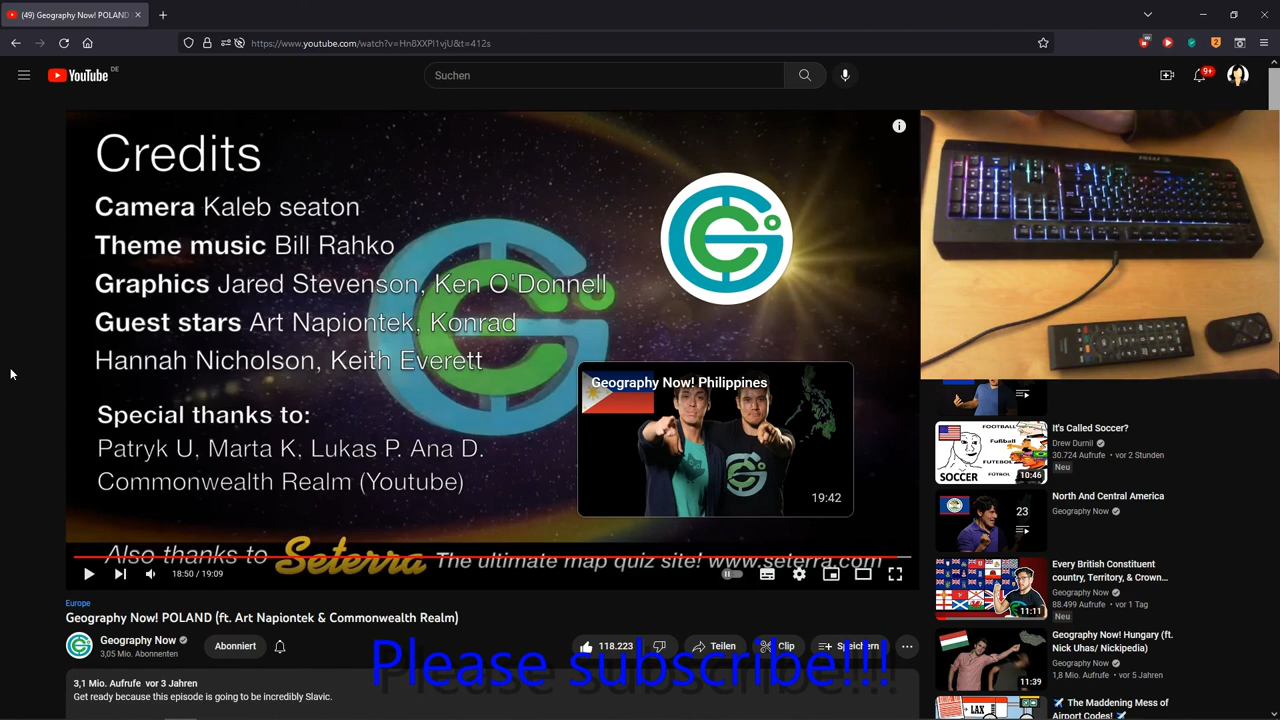 (49) Geography Now! POLAND
https://www.youtube.com/watch?v=Hn8XXPl1vjU&t=412s
2
YouTube DE
Suchen
9+
Credits
Camera Kaleb seaton
Theme music Bill Rahko
Graphics Jared Stevenson, Ken O'Donnell
Guest stars Art Napiontek, Konrad
Hannah Nicholson, Keith Everett
Special thanks to:
Patryk U, Marta K, Lukas P. Ana D.
Commonwealth Realm (Youtube)
Also thanks to Seterra The ultimate map quiz site! www.seterra.com
Geography Now! Philippines
19:42
18:50 / 19:09
Europe
Geography Now! POLAND (ft. Art Napiontek & Commonwealth Realm)
Geography Now
3,05 Mio. Abonnenten
Abonniert
118.223
Teilen
Clip
Speichern
Please subscribe!!!
3,1 Mio. Aufrufe vor 3 Jahren
Get ready because this episode is going to be incredibly Slavic.
FOOTBALL
Fußball
FUTEBOL
FÚTBOL
SOCCER
10:46
It's Called Soccer?
Drew Durnil
30.724 Aufrufe • vor 2 Stunden
Neu
23
North And Central America
Geography Now
11:11
Every British Constituent
country, Territory, & Crown...
Geography Now
88.499 Aufrufe • vor 1 Tag
Neu
11:39
Geography Now! Hungary (ft.
Nick Uhas/ Nickipedia)
Geography Now
1,8 Mio. Aufrufe • vor 5 Jahren
LAX
The Maddening Mess of
Airport Codes!